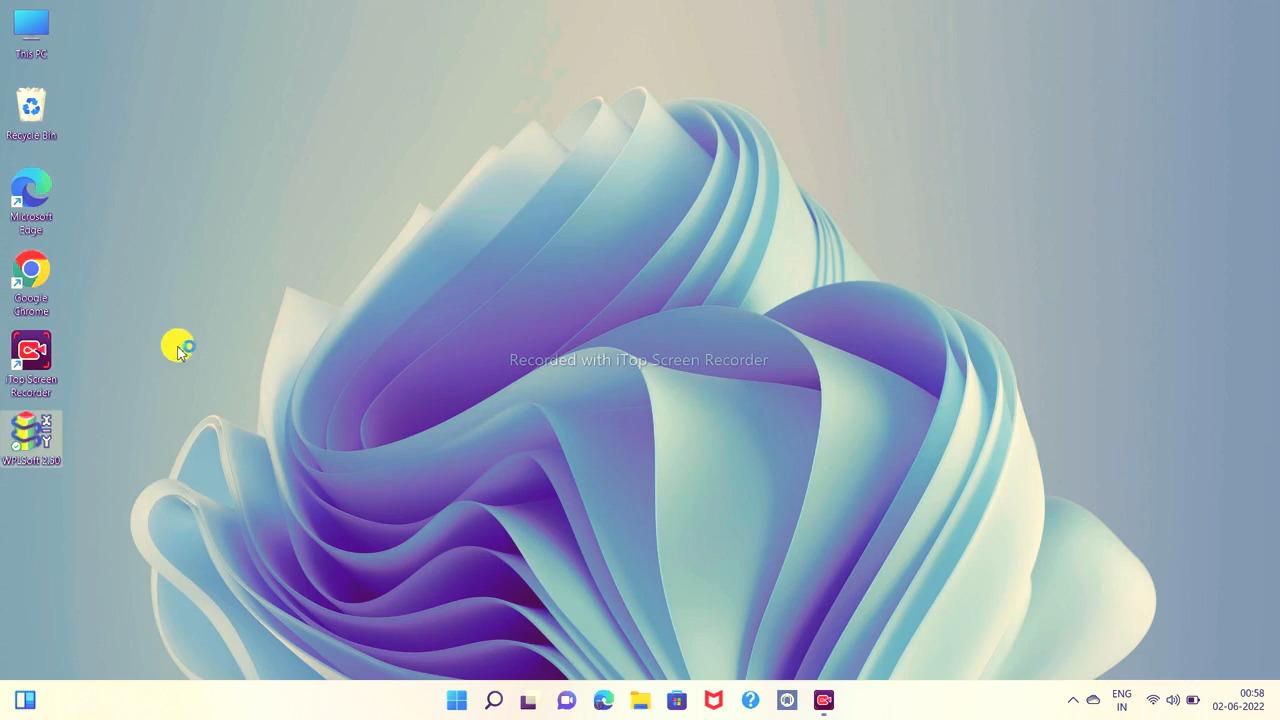 This PC
Recycle Bin
Microsoft
Edge
Google
Chrome
iTop Screen
Recorder
WPLSoft 2.50
Recorded with iTop Screen Recorder
ENG
IN
00:58
02-06-2022